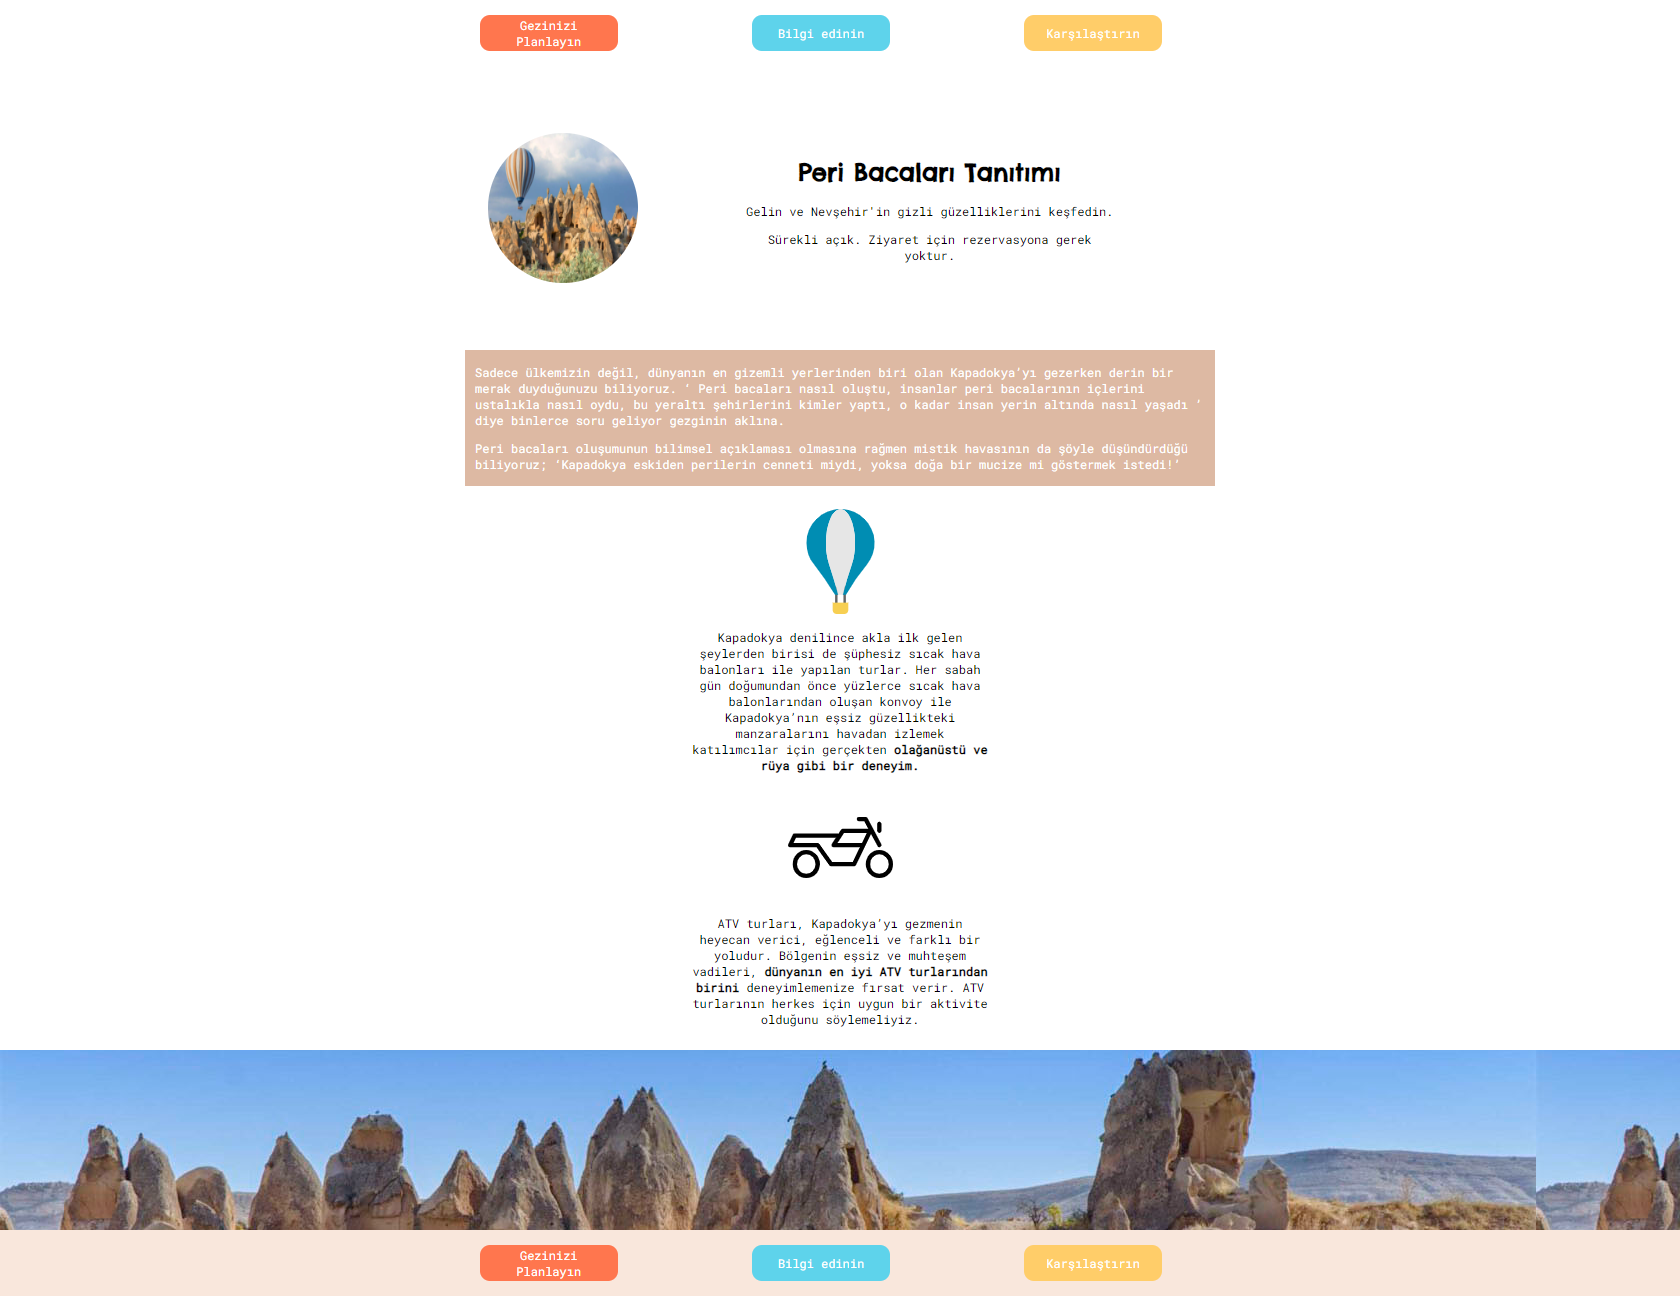 Gezinizi
Planlayın
Bilgi edinin
Karşılaştırın
Peri Bacaları Tanıtımı
Gelin ve Nevşehir'in gizli güzelliklerini keşfedin.
Sürekli açık. Ziyaret için rezervasyona gerek
yoktur.
Sadece ülkemizin değil, dünyanın en gizemli yerlerinden biri olan Kapadokya’yı gezerken derin bir
merak duyduğunuzu biliyoruz. ‘ Peri bacaları nasıl oluştu, insanlar peri bacalarının içlerini
ustalıkla nasıl oydu, bu yeraltı şehirlerini kimler yaptı, o kadar insan yerin altında nasıl yaşadı ’
diye binlerce soru geliyor gezginin aklına.
Peri bacaları oluşumunun bilimsel açıklaması olmasına rağmen mistik havasının da şöyle düşündürdüğü
biliyoruz; ‘Kapadokya eskiden perilerin cenneti miydi, yoksa doğa bir mucize mi göstermek istedi!’
Kapadokya denilince akla ilk gelen
şeylerden birisi de şüphesiz sıcak hava
balonları ile yapılan turlar. Her sabah
gün doğumundan önce yüzlerce sıcak hava
balonlarından oluşan konvoy ile
Kapadokya’nın eşsiz güzellikteki
manzaralarını havadan izlemek
katılımcılar için gerçekten olağanüstü ve
rüya gibi bir deneyim.
ATV turları, Kapadokya’yı gezmenin
heyecan verici, eğlenceli ve farklı bir
yoludur. Bölgenin eşsiz ve muhteşem
vadileri, dünyanın en iyi ATV turlarından
birini deneyimlemenize fırsat verir. ATV
turlarının herkes için uygun bir aktivite
olduğunu söylemeliyiz.
Gezinizi
Planlayın
Bilgi edinin
Karşılaştırın